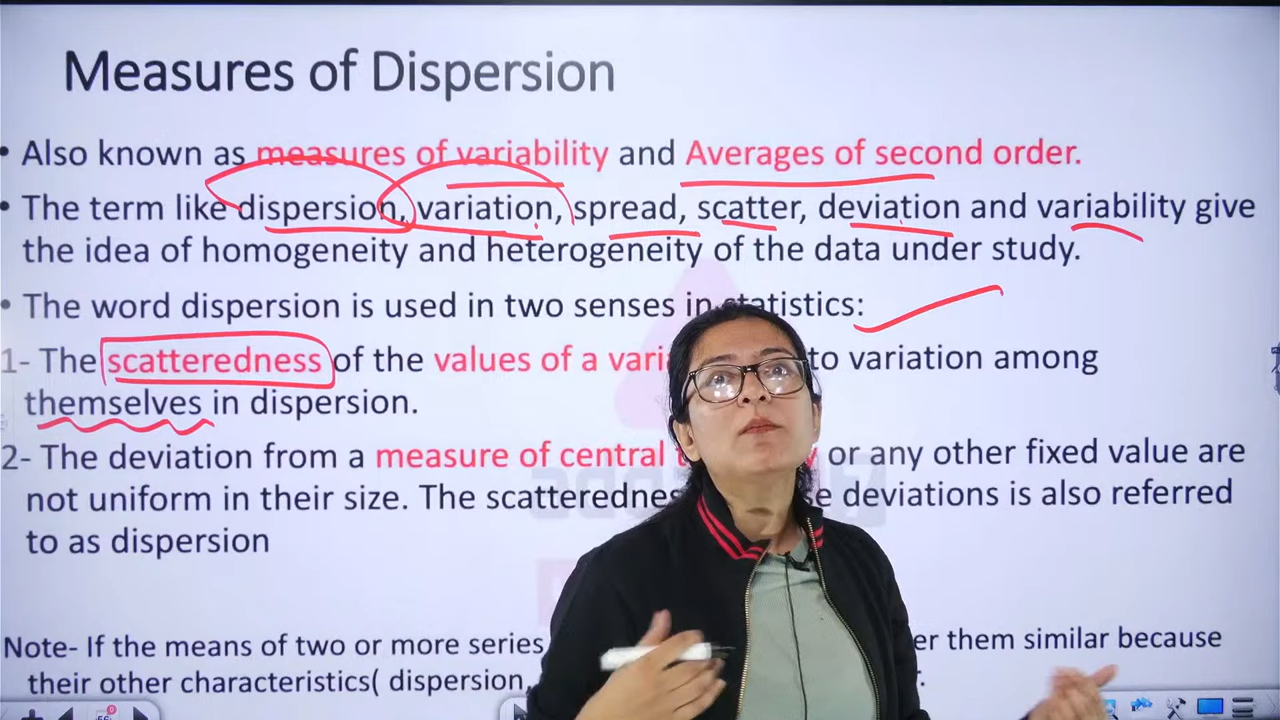 Measures of Dispersion
• Also known as measures of variability and Averages of second order.
• The term like dispersion, variation, spread, scatter, deviation and variability give
the idea of homogeneity and heterogeneity of the data under study.
• The word dispersion is used in two senses in statistics:
1- The scatteredness of the values of a to variation among
themselves in dispersion.
2- The deviation from a measure of central or any other fixed value are
not uniform in their size. The deviations is also referred
to as dispersion
Note- If the means of two or more series them similar because
their other characteristics( dispersion,